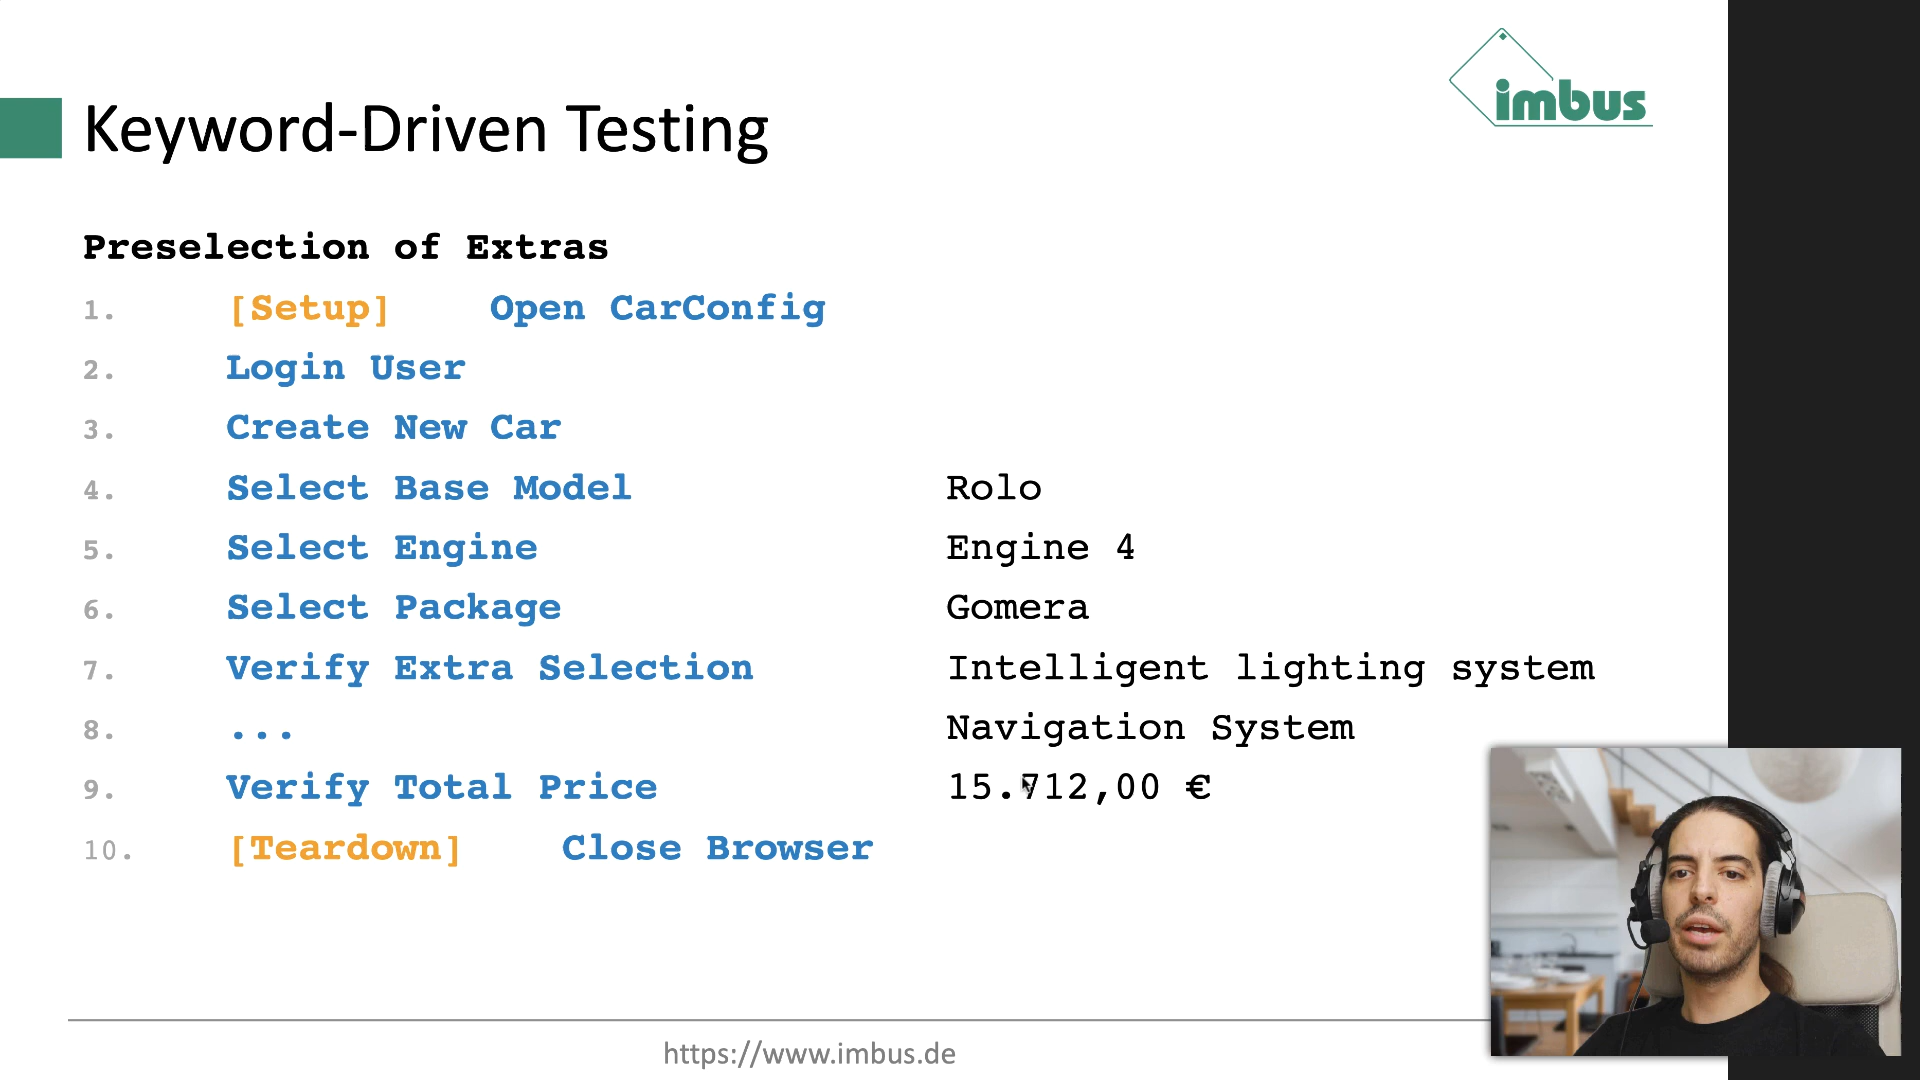 imbus
Keyword-Driven Testing
Preselection of Extras
1. [Setup] Open CarConfig
2. Login User
3. Create New Car
4. Select Base Model Rolo
5. Select Engine Engine 4
6. Select Package Gomera
7. Verify Extra Selection Intelligent lighting system
8. ... Navigation System
9. Verify Total Price 15.712,00 €
10. [Teardown] Close Browser
https://www.imbus.de